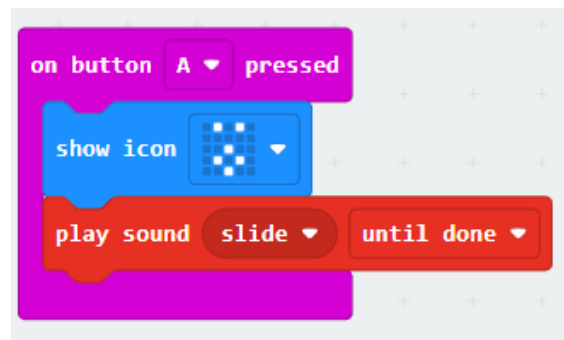 on button A pressed
show icon
play sound slide until done